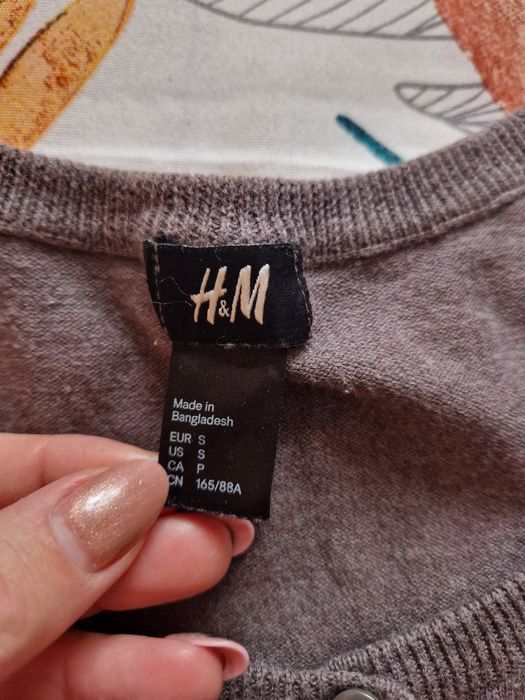 H&M
Made in
Bangladesh
EUR S
US S
CA P
CN 165/88A